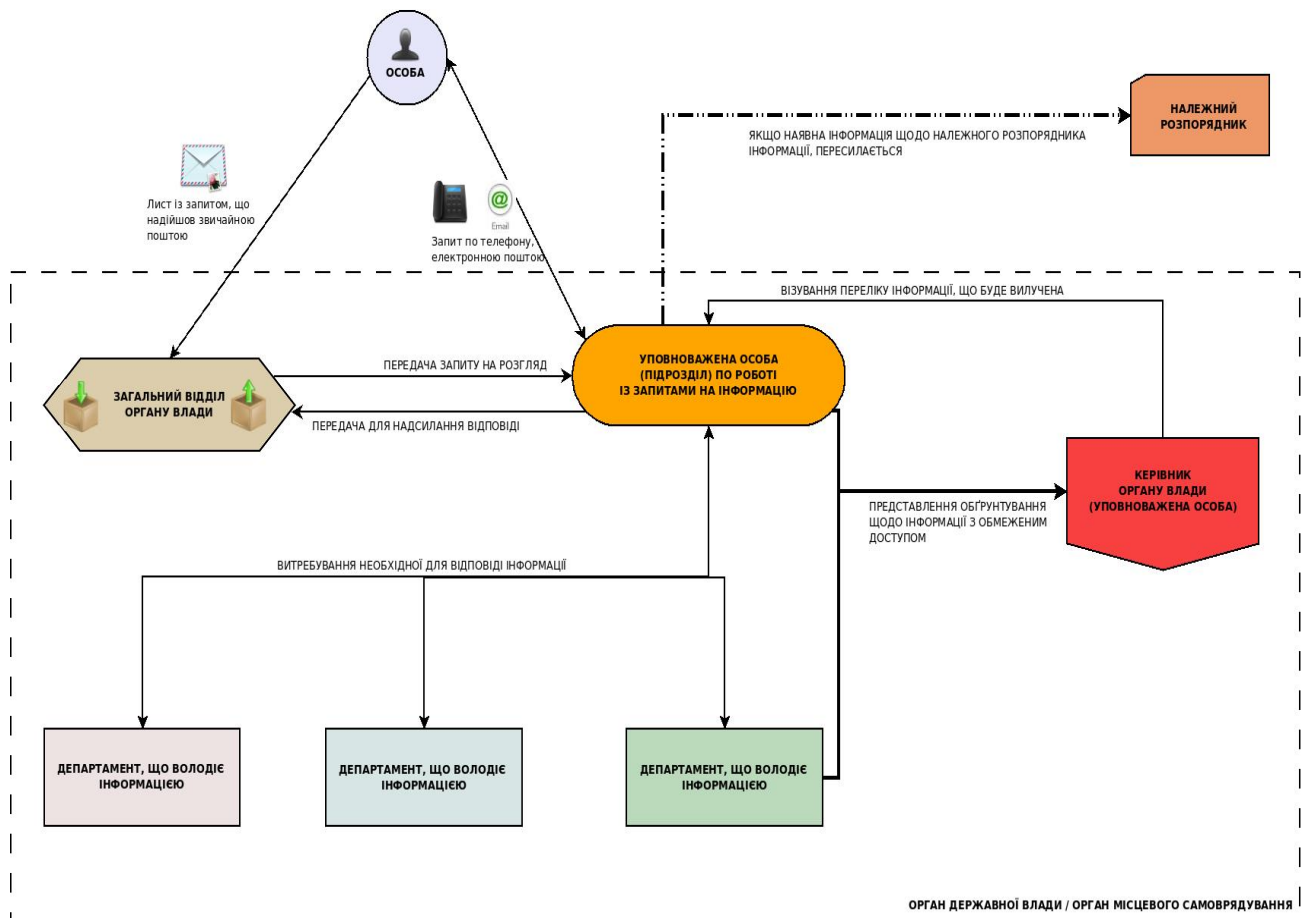 ОСОБА
НАЛЕЖНИЙ
РОЗПОРЯДНИК
ЯКЩО НАЯВНА ІНФОРМАЦІЯ ЩОДО НАЛЕЖНОГО РОЗПОРЯДНИКА
ІНФОРМАЦІЇ, ПЕРЕСИЛАЄТЬСЯ
Лист із запитом, що
надійшов звичайною
поштою
Email
Запит по телефону,
електронною поштою
ВІЗУВАННЯ ПЕРЕЛІКУ ІНФОРМАЦІЇ, ЩО БУДЕ ВИЛУЧЕНА
ЗАГАЛЬНИЙ ВІДДІЛ
ОРГАНУ ВЛАДИ
ПЕРЕДАЧА ЗАПИТУ НА РОЗГЛЯД
ПЕРЕДАЧА ДЛЯ НАДСИЛАННЯ ВІДПОВІДІ
УПОВНОВАЖЕНА ОСОБА
(ПІДРОЗДІЛ) ПО РОБОТІ
ІЗ ЗАПИТАМИ НА ІНФОРМАЦІЮ
КЕРІВНИК
ОРГАНУ ВЛАДИ
(УПОВНОВАЖЕНА ОСОБА)
ПРЕДСТАВЛЕННЯ ОБҐРУНТУВАННЯ
ЩОДО ІНФОРМАЦІЇ З ОБМЕЖЕНИМ
ДОСТУПОМ
ВИТРЕБУВАННЯ НЕОБХІДНОЇ ДЛЯ ВІДПОВІДІ ІНФОРМАЦІЇ
ДЕПАРТАМЕНТ, ЩО ВОЛОДІЄ
ІНФОРМАЦІЄЮ
ДЕПАРТАМЕНТ, ЩО ВОЛОДІЄ
ІНФОРМАЦІЄЮ
ДЕПАРТАМЕНТ, ЩО ВОЛОДІЄ
ІНФОРМАЦІЄЮ
ОРГАН ДЕРЖАВНОЇ ВЛАДИ / ОРГАН МІСЦЕВОГО САМОВРЯДУВАННЯ